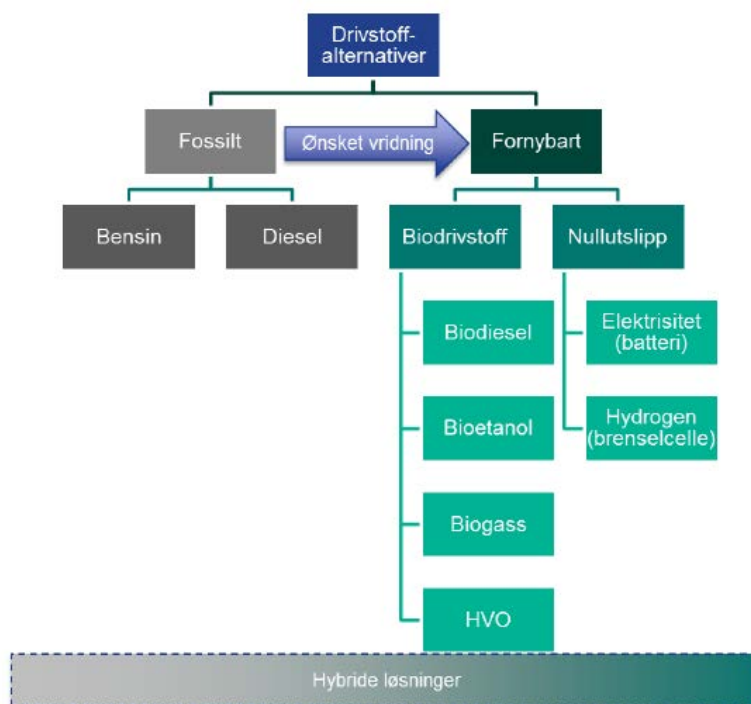 Drivstoff-
alternativer
Fossilt
Ønsket vridning
Fornybart
Bensin
Diesel
Biodrivstoff
Nullutslipp
Biodiesel
Elektrisitet
(batteri)
Bioetanol
Hydrogen
(brenselcelle)
Biogass
HVO
Hybride løsninger